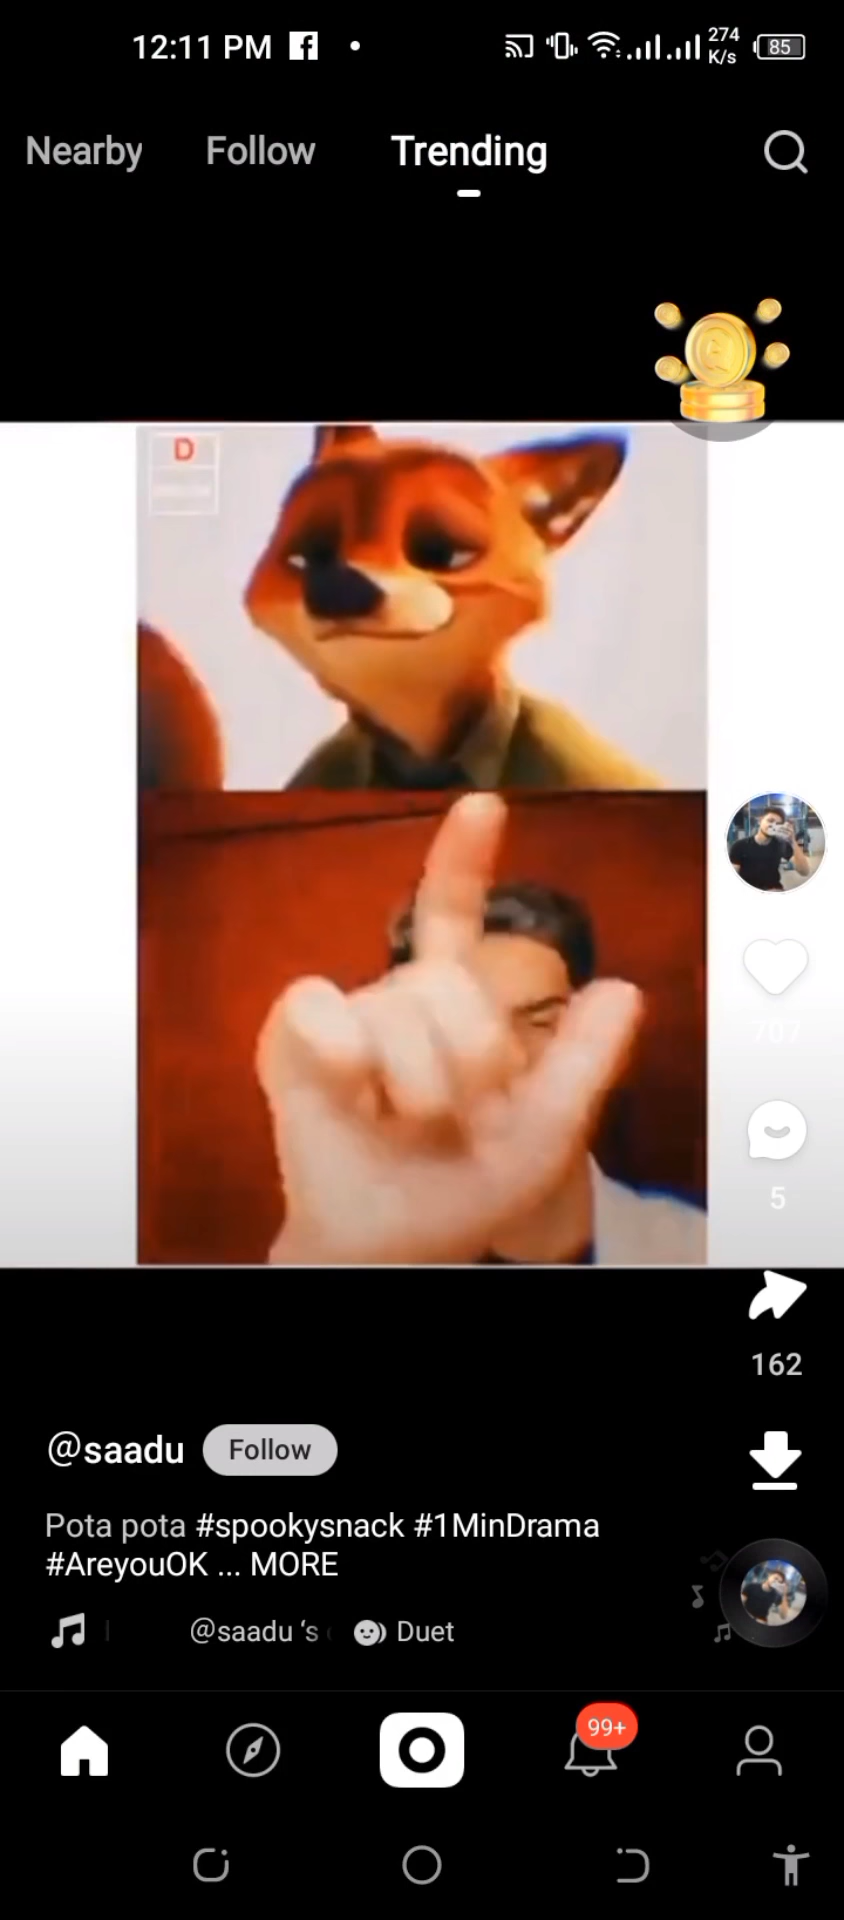 12:11 PM
274
K/s
85
Nearby Follow Trending
D
707
5
162
@saadu Follow
Pota pota #spookysnack #1MinDrama
#AreyouOK ... MORE
@saadu ‘s Duet
99+